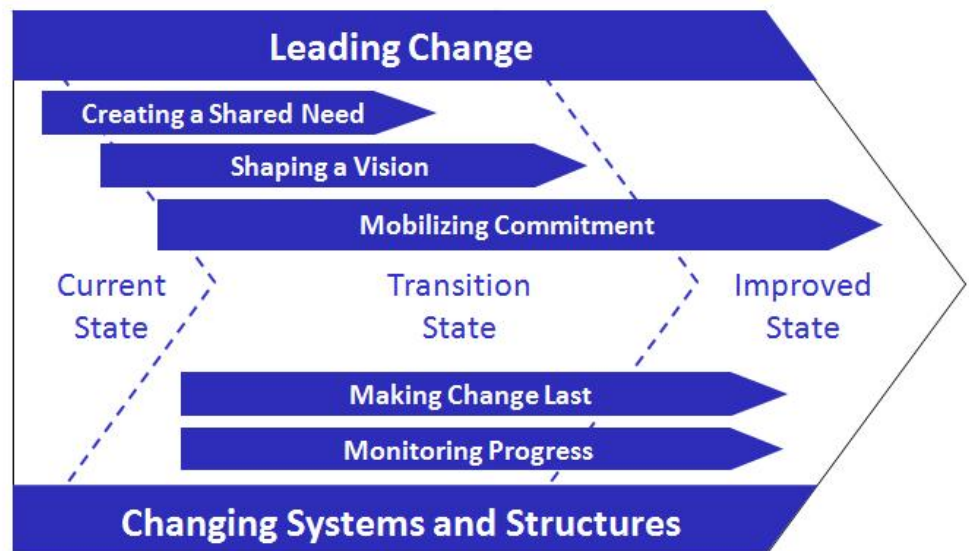 Leading Change
Creating a Shared Need
Shaping a Vision
Mobilizing Commitment
Current
State
Transition
State
Improved
State
Making Change Last
Monitoring Progress
Changing Systems and Structures